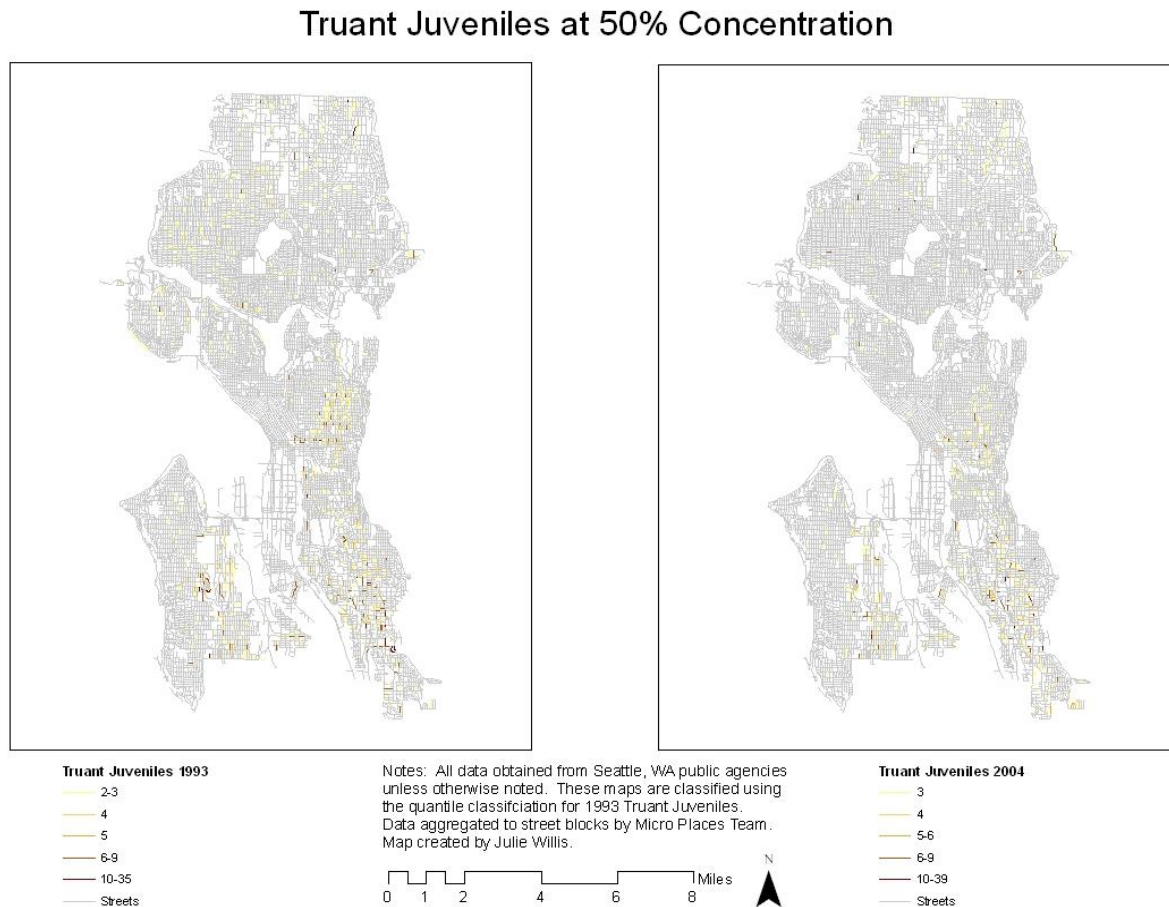 Truant Juveniles at 50% Concentration
Truant Juveniles 1993
2-3
4
5
6-9
10-35
Streets
Notes: All data obtained from Seattle, WA public agencies
unless otherwise noted. These maps are classified using
the quantile classifciation for 1993 Truant Juveniles.
Data aggregated to street blocks by Micro Places Team.
Map created by Julie Willis.
N
Miles
0 1 2 4 6 8
Truant Juveniles 2004
3
4
5-6
6-9
10-39
Streets